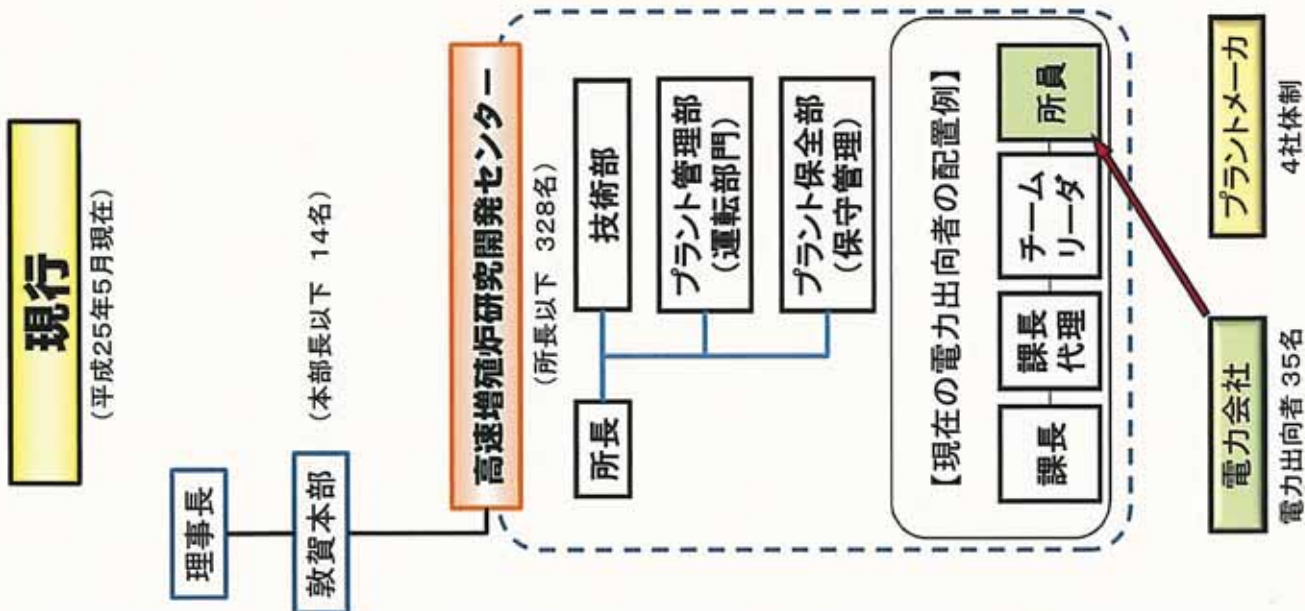 現行
(平成25年5月現在)
理事長
敦賀本部
(本部長以下 14名)
高速増殖炉研究開発センター
(所長以下 328名)
所長
技術部
プラント管理部
(運転部門)
プラント保全部
(保守管理)
【現在の電力出向者の配置例】
課長
課長
代理
チーム
リーダ
所員
電力会社
電力出向者 35名
プラントメーカ
4社体制